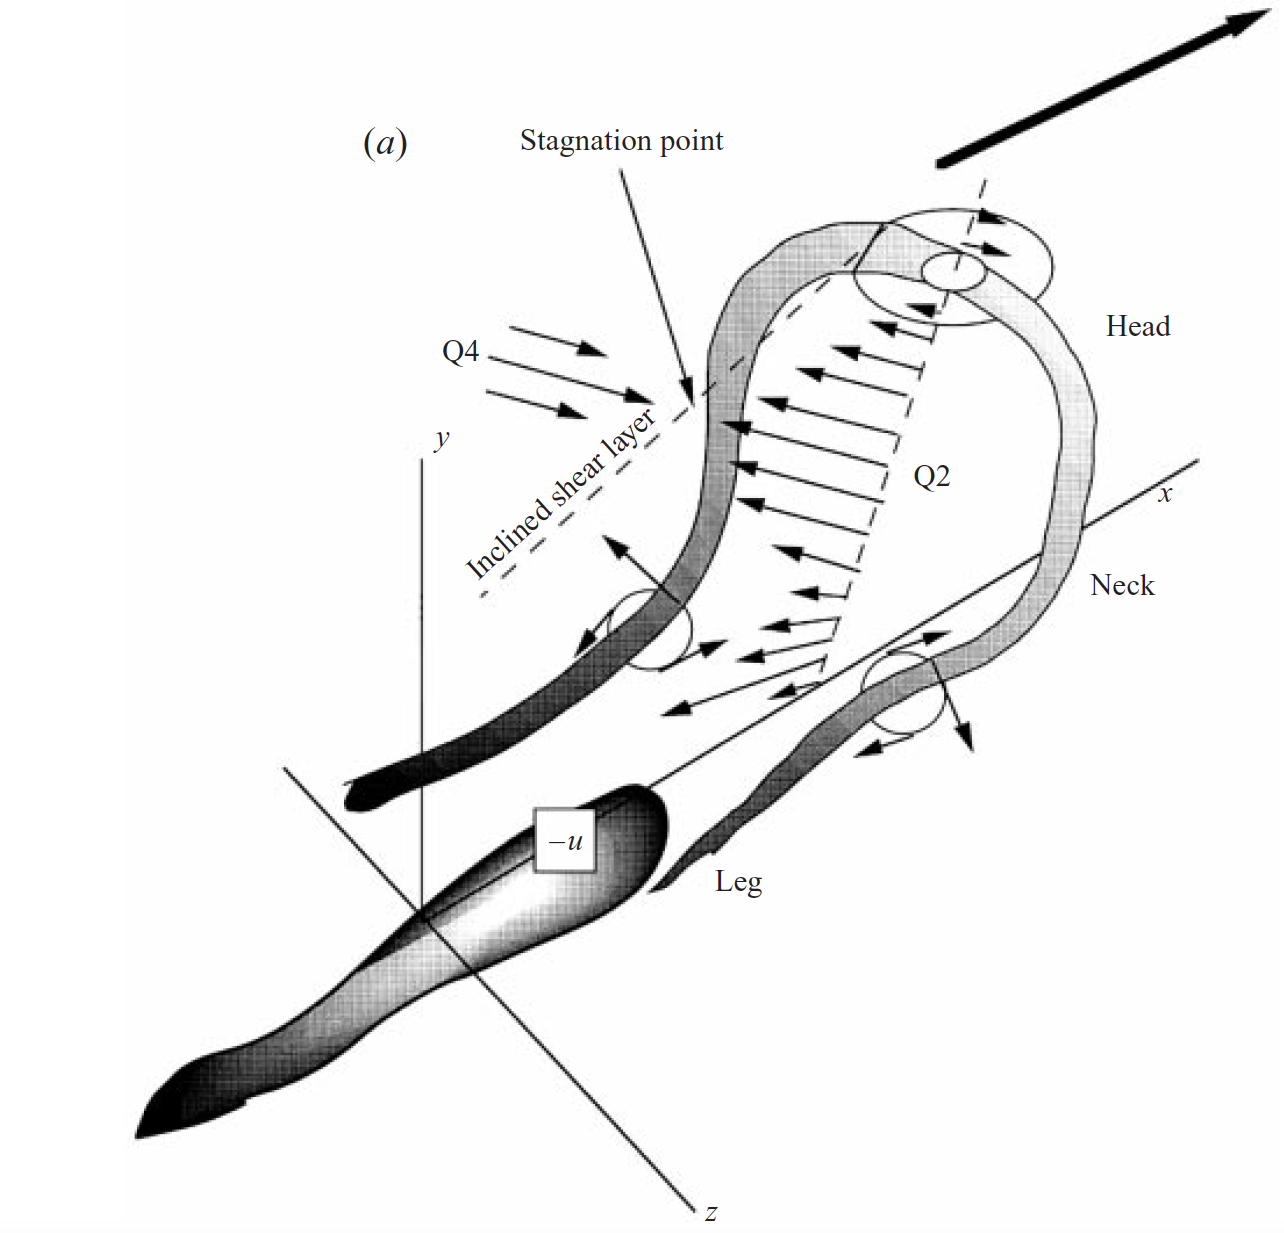 (a)
Stagnation point
Head
Q4
y
Inclined shear layer
Q2
x
Neck
−u
Leg
z